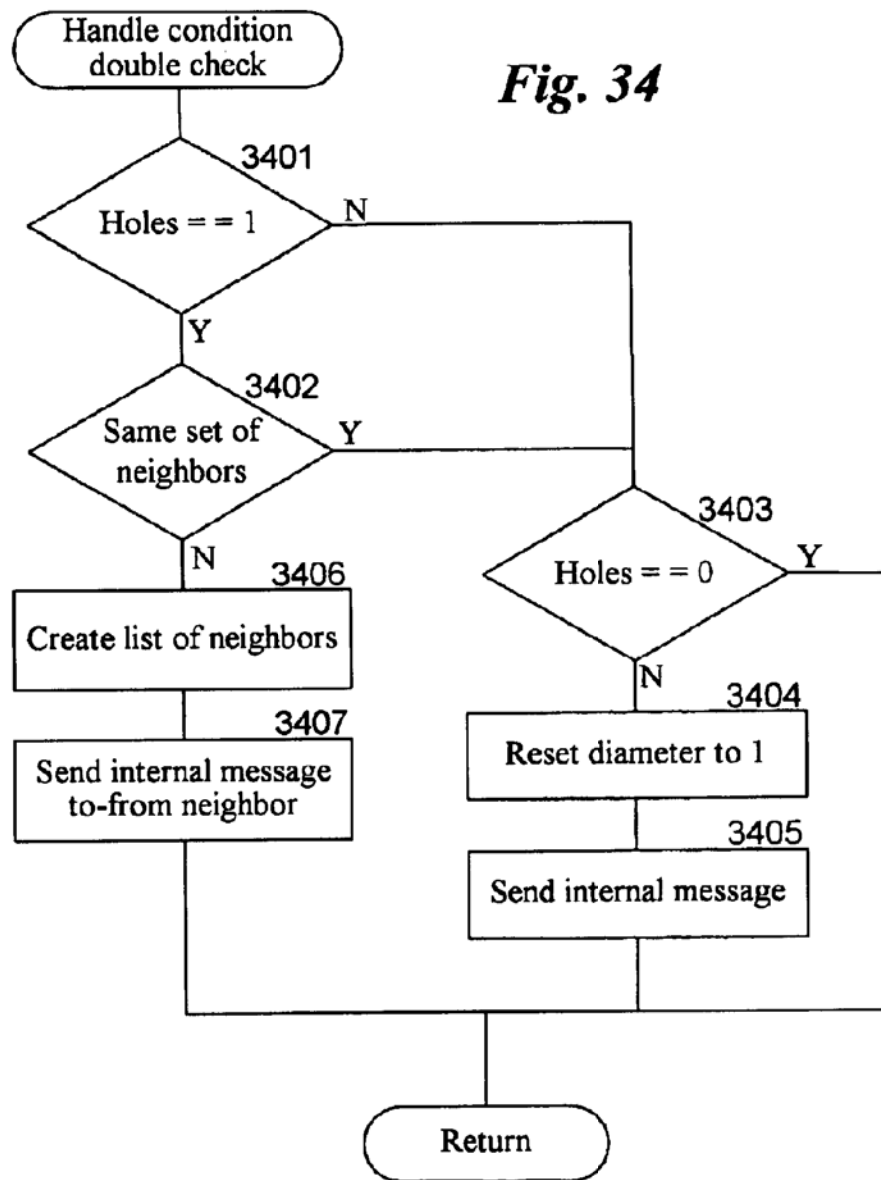 Handle condition
double check
Fig. 34
3401
Holes = = 1
N
Y
3402
Same set of
neighbors
Y
N
3403
Holes = = 0
Y
N
3406
Create list of neighbors
3407
Send internal message
to-from neighbor
3404
Reset diameter to 1
3405
Send internal message
Return